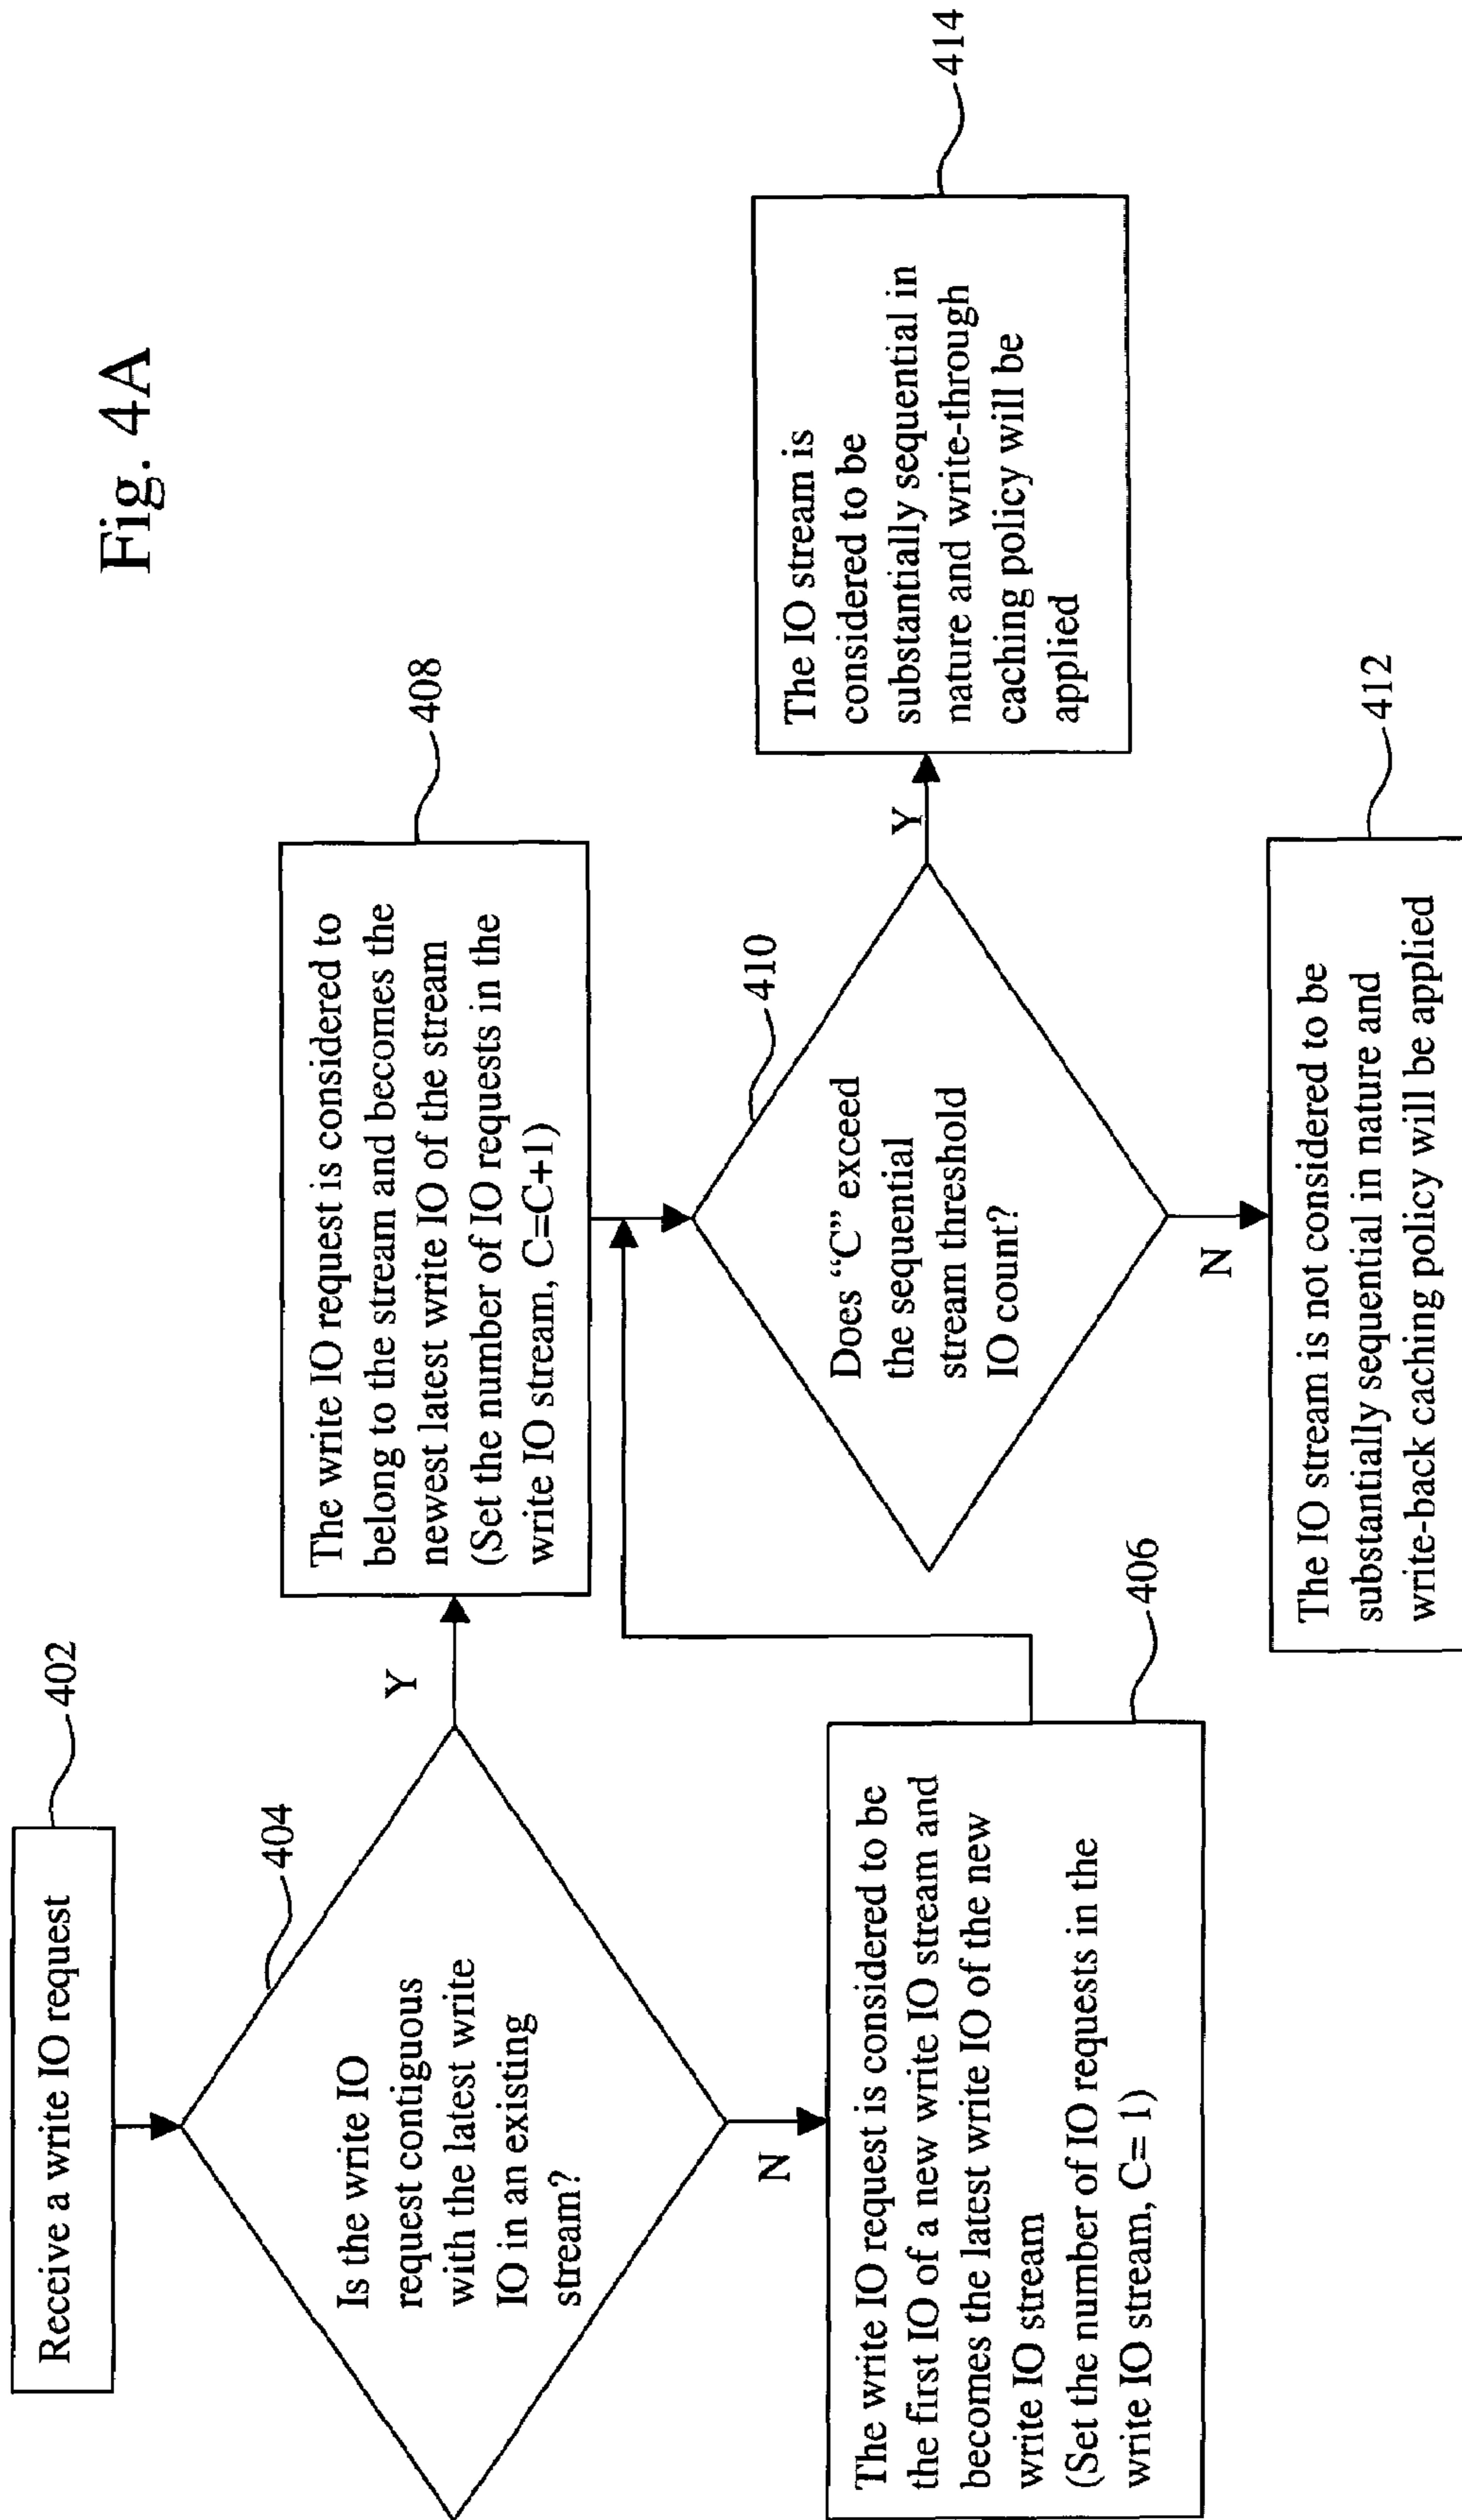 Fig. 4A
Receive a write IO request
402
404
Is the write IO
request contiguous
with the latest write
IO in an existing
stream?
Y
N
The write IO request is considered to be
the first IO of a new write IO stream and
becomes the latest write IO of the new
write IO stream
(Set the number of IO requests in the
write IO stream, C= 1)
406
The write IO request is considered to
belong to the stream and becomes the
newest latest write IO of the stream
(Set the number of IO requests in the
write IO stream, C=C+1)
408
410
Does “C” exceed
the sequential
stream threshold
IO count?
Y
N
The IO stream is
considered to be
substantially sequential in
nature and write-through
caching policy will be
applied
414
The IO stream is not considered to be
substantially sequential in nature and
write-back caching policy will be applied
412